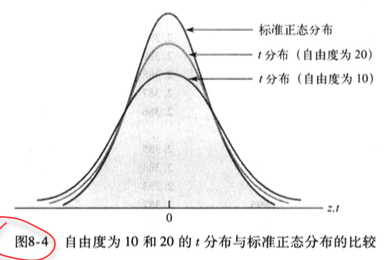 标准正态分布
t 分布（自由度为 20）
t 分布（自由度为 10）
z,t
0
图8-4 自由度为 10 和 20 的 t 分布与标准正态分布的比较